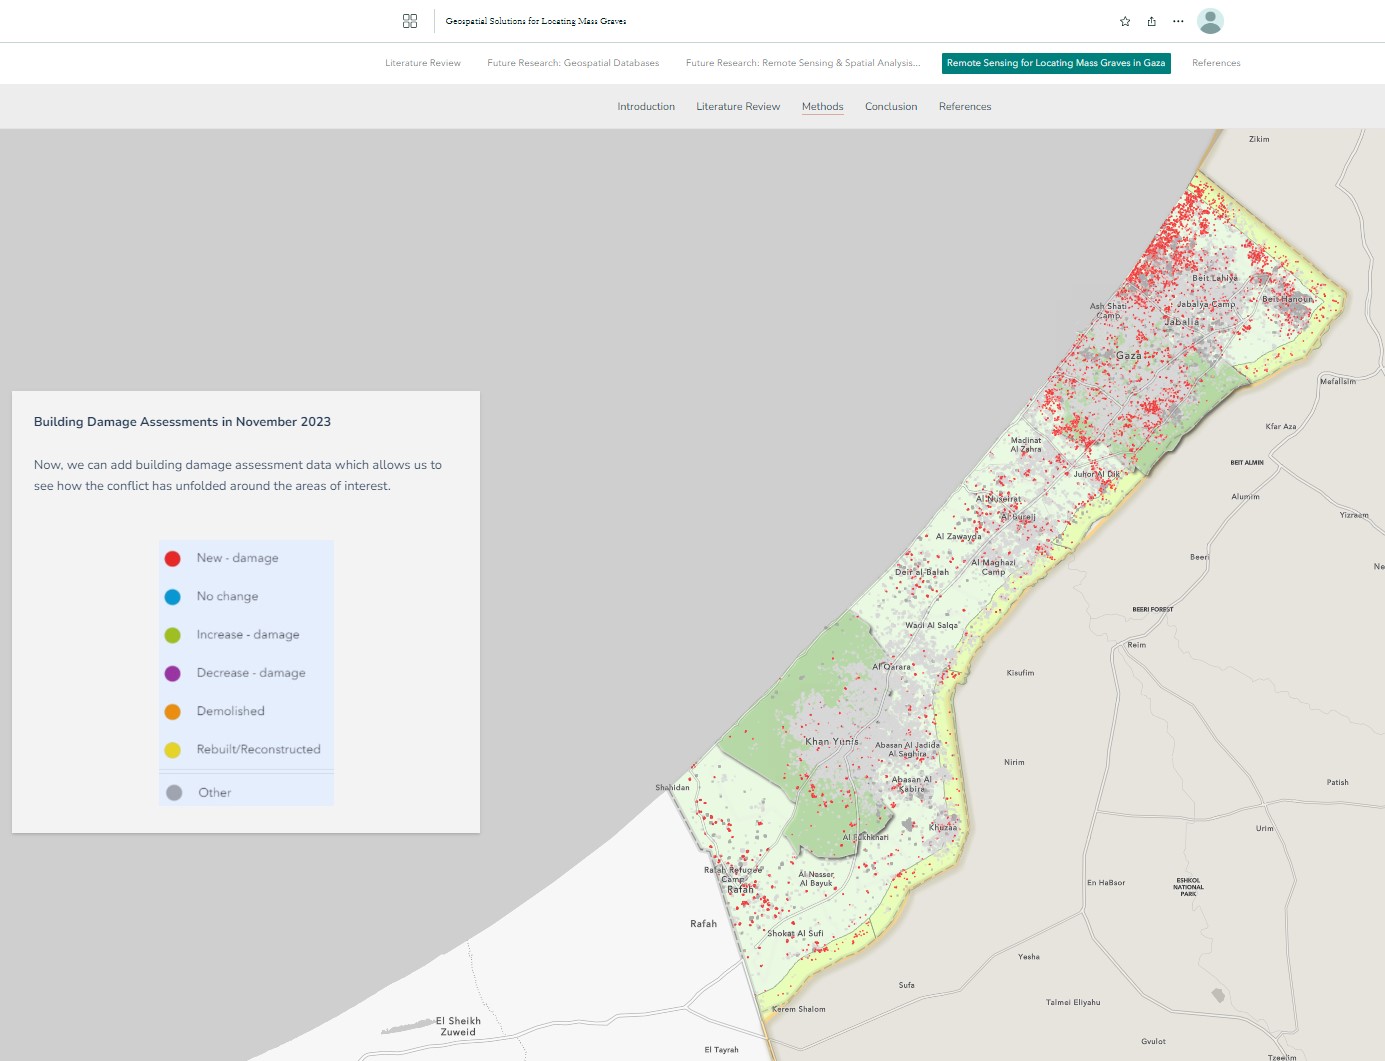 Geospatial Solutions for Locating Mass Graves
Literature Review
Future Research: Geospatial Databases
Future Research: Remote Sensing & Spatial Analysis...
Remote Sensing for Locating Mass Graves in Gaza
References
Introduction
Literature Review
Methods
Conclusion
References
Building Damage Assessments in November 2023
Now, we can add building damage assessment data which allows us to
see how the conflict has unfolded around the areas of interest.
New - damage
No change
Increase - damage
Decrease - damage
Demolished
Rebuilt/Reconstructed
Other
Zikim
Beit Lahiya
Beit Hanoun
Ash Shati
Camp
Jabalya Camp
Jabalia
Gaza
Mefallsim
Kfar Aza
Madinat
Al Zahra
BEIT ALMIN
Juhor Al Dik
Alumim
Al Nuseirat
Al Bureij
Yizream
Al Zawayda
Beeri
Al Maghazi
Camp
Ne
Deir al-Balah
BEERI FOREST
Wadi Al Salqa
Reim
Al Qarara
Kisufim
Khan Yunis
Abasan Al Jadida
Al Saghira
Nirim
Abasan Al
Kabira
Patish
Shahidan
Khuzaa
Urim
Al Fukhkhari
Rafah Refugee
Camp
Rafah
Al Nasser,
Al Bayuk
En HaBsor
ESHKOL
NATIONAL
PARK
Rafah
Shokat Al Sufi
Yesha
Sufa
Talmei Eliyahu
Kerem Shalom
El Sheikh
Zuweid
Gvulot
El Tayrah
Tzeelim